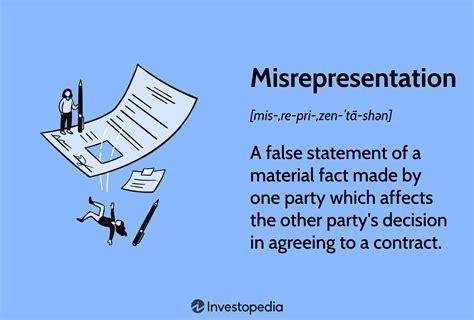 Misrepresentation
[mis-ˌre-pri-ˌzen-ˈtā-shən]
A false statement of a
material fact made by
one party which affects
the other party's decision
in agreeing to a contract.
Investopedia